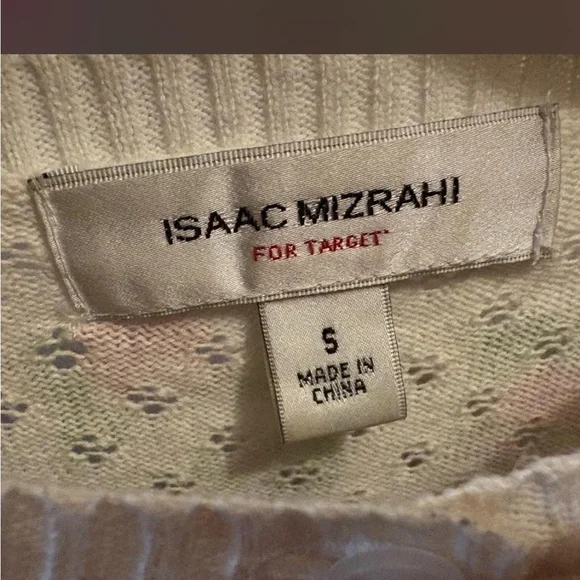 ISAAC MIZRAHI
FOR TARGET
S
MADE IN
CHINA